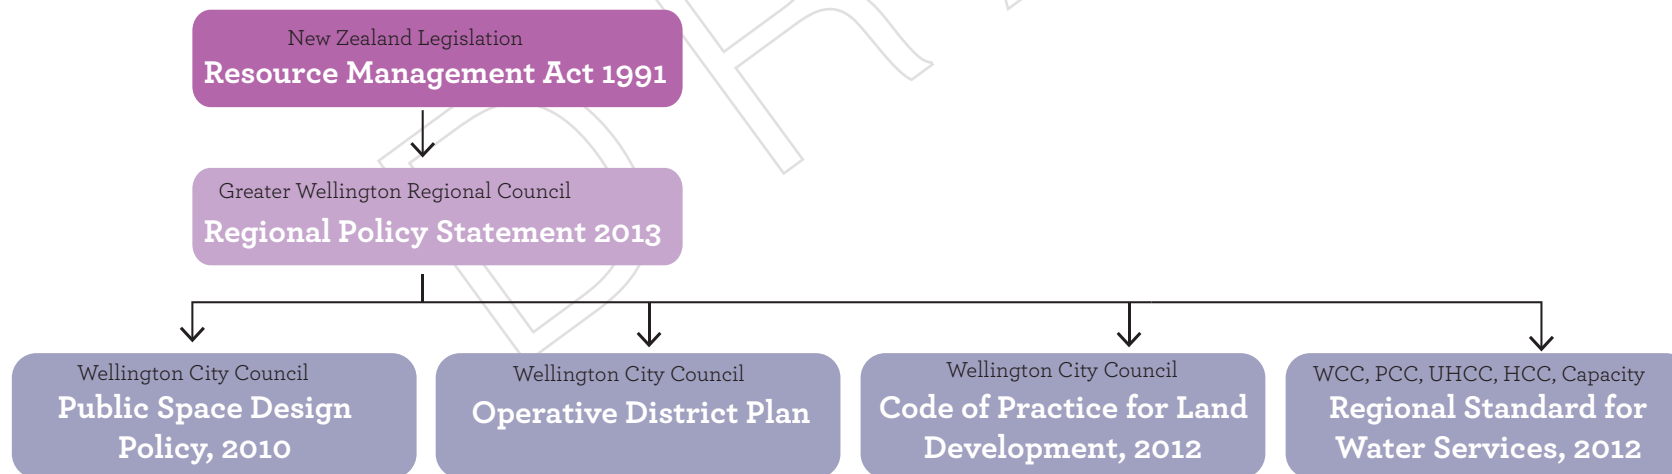 New Zealand Legislation
Resource Management Act 1991
Greater Wellington Regional Council
Regional Policy Statement 2013
Wellington City Council
Public Space Design
Policy, 2010
Wellington City Council
Operative District Plan
Wellington City Council
Code of Practice for Land
Development, 2012
WCC, PCC, UHCC, HCC, Capacity
Regional Standard for
Water Services, 2012